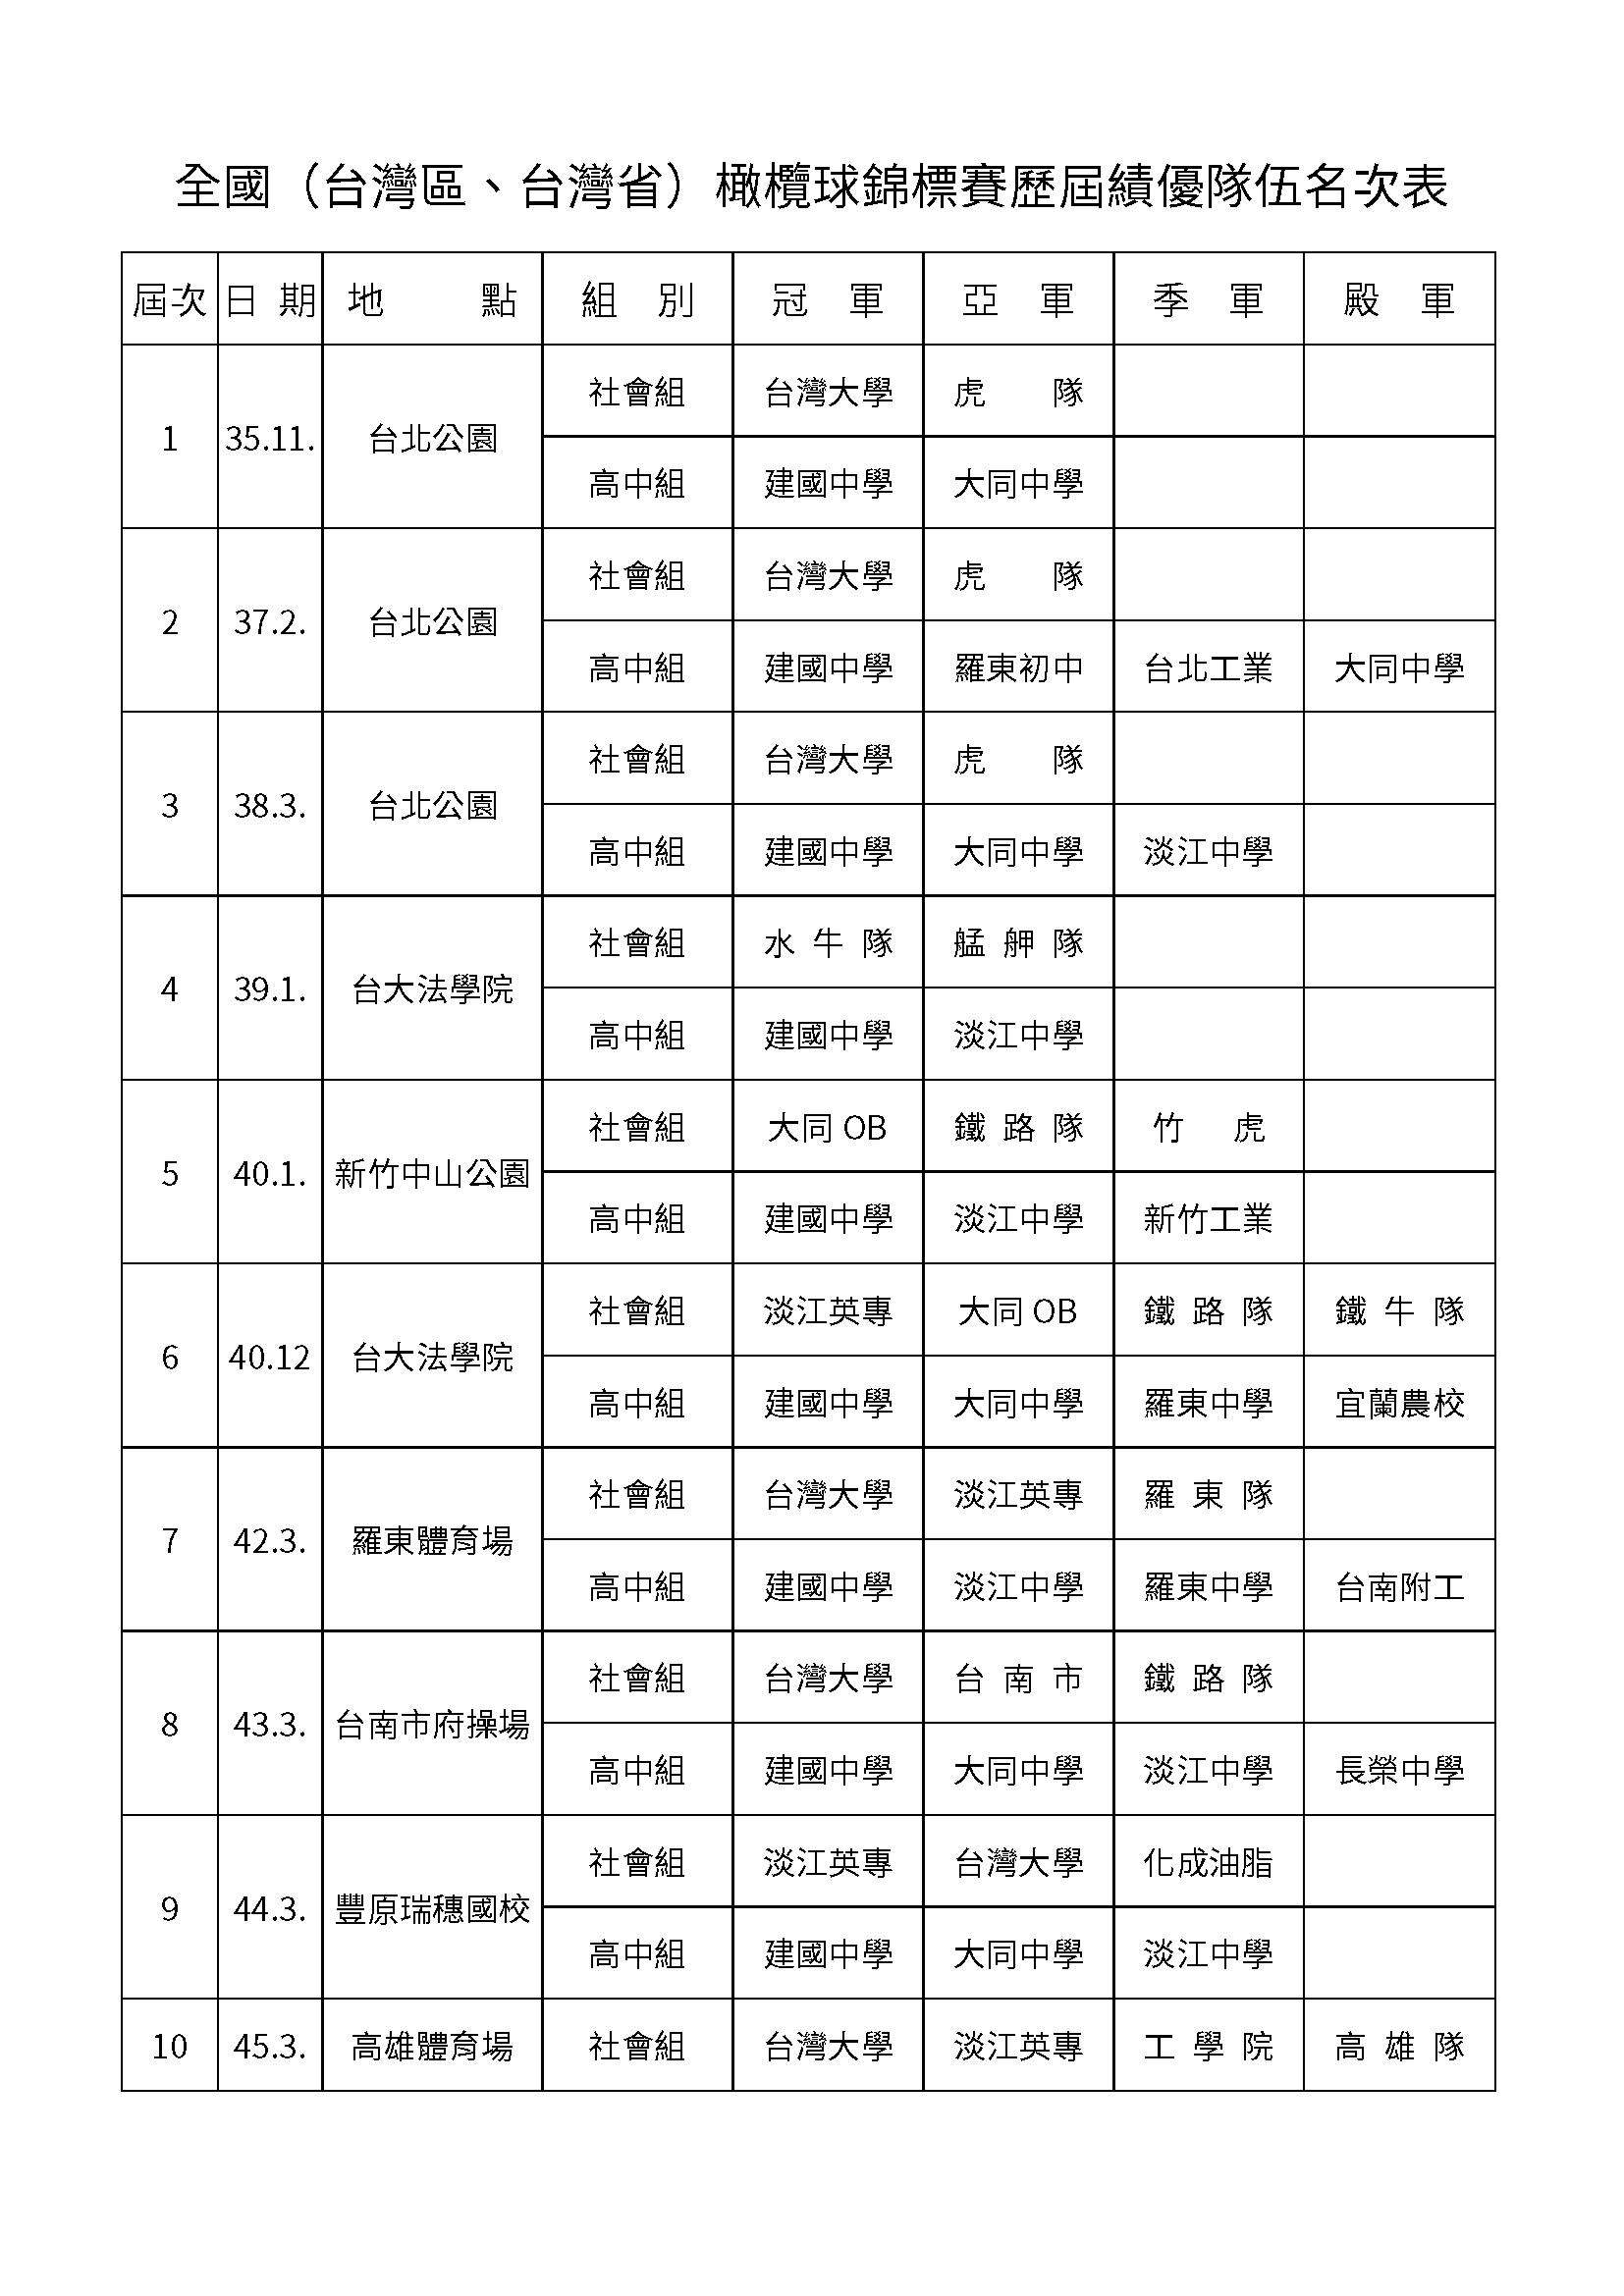 全國（台灣區、台灣省）橄欖球錦標賽歷屆績優隊伍名次表
屆次 日 期 地 點 組 別 冠 軍 亞 軍 季 軍 殿 軍
1 35.11. 台北公園 社會組 台灣大學 虎 隊
高中組 建國中學 大同中學
2 37.2. 台北公園 社會組 台灣大學 虎 隊
高中組 建國中學 羅東初中 台北工業 大同中學
3 38.3. 台北公園 社會組 台灣大學 虎 隊
高中組 建國中學 大同中學 淡江中學
4 39.1. 台大法學院 社會組 水 牛 隊 艋 舺 隊
高中組 建國中學 淡江中學
5 40.1. 新竹中山公園 社會組 大同 OB 鐵 路 隊 竹 虎
高中組 建國中學 淡江中學 新竹工業
6 40.12 台大法學院 社會組 淡江英專 大同 OB 鐵 路 隊 鐵 牛 隊
高中組 建國中學 大同中學 羅東中學 宜蘭農校
7 42.3. 羅東體育場 社會組 台灣大學 淡江英專 羅 東 隊
高中組 建國中學 淡江中學 羅東中學 台南附工
8 43.3. 台南市府操場 社會組 台灣大學 台 南 市 鐵 路 隊
高中組 建國中學 大同中學 淡江中學 長榮中學
9 44.3. 豐原瑞穗國校 社會組 淡江英專 台灣大學 化成油脂
高中組 建國中學 大同中學 淡江中學
10 45.3. 高雄體育場 社會組 台灣大學 淡江英專 工 學 院 高 雄 隊